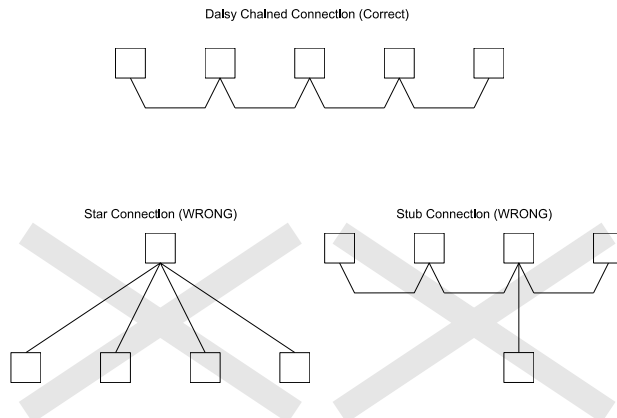 Daisy Chained Connection (Correct)
Star Connection (WRONG)
Stub Connection (WRONG)